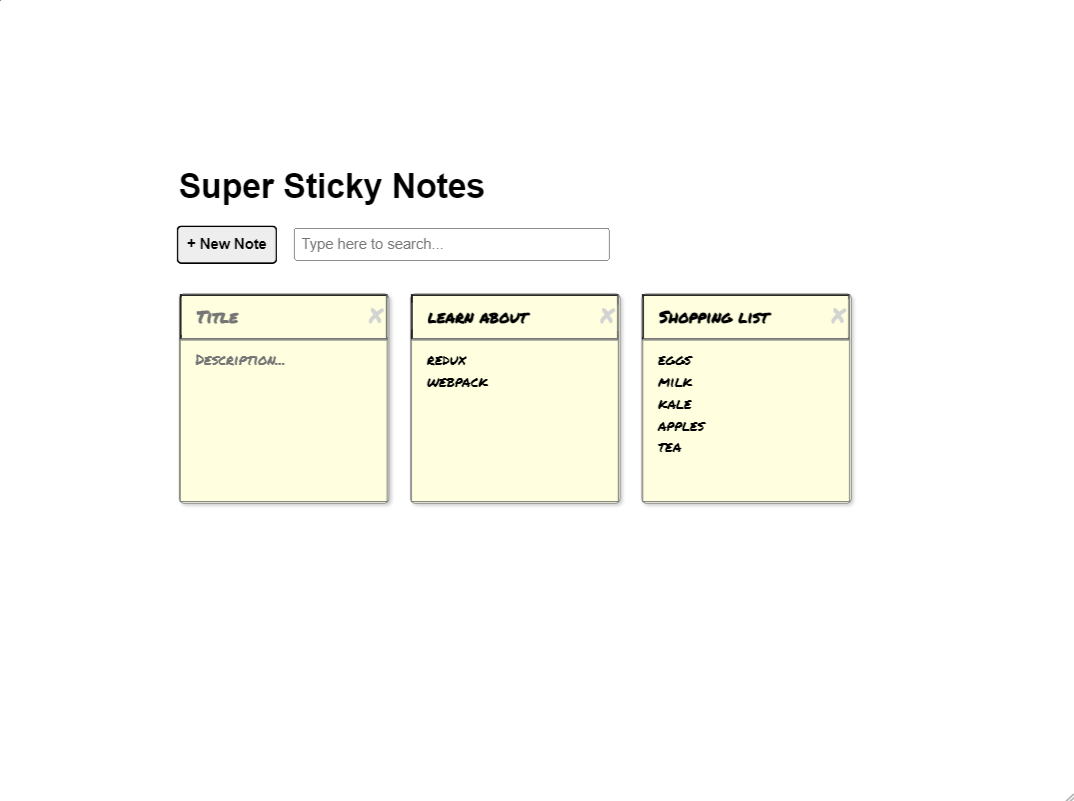 Super Sticky Notes
+ New Note
Type here to search...
Title x
Learn about x
Shopping list x
Description...
redux
webpack
eggs
milk
kale
apples
tea